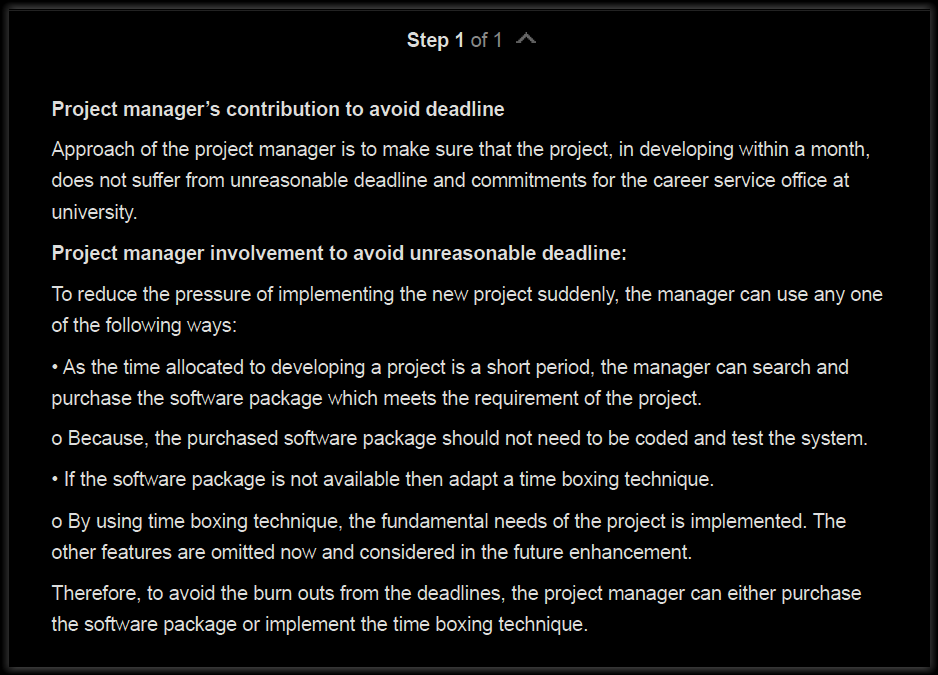 Step 1 of 1
Project manager’s contribution to avoid deadline
Approach of the project manager is to make sure that the project, in developing within a month,
does not suffer from unreasonable deadline and commitments for the career service office at
university.
Project manager involvement to avoid unreasonable deadline:
To reduce the pressure of implementing the new project suddenly, the manager can use any one
of the following ways:
• As the time allocated to developing a project is a short period, the manager can search and
purchase the software package which meets the requirement of the project.
o Because, the purchased software package should not need to be coded and test the system.
• If the software package is not available then adapt a time boxing technique.
o By using time boxing technique, the fundamental needs of the project is implemented. The
other features are omitted now and considered in the future enhancement.
Therefore, to avoid the burn outs from the deadlines, the project manager can either purchase
the software package or implement the time boxing technique.